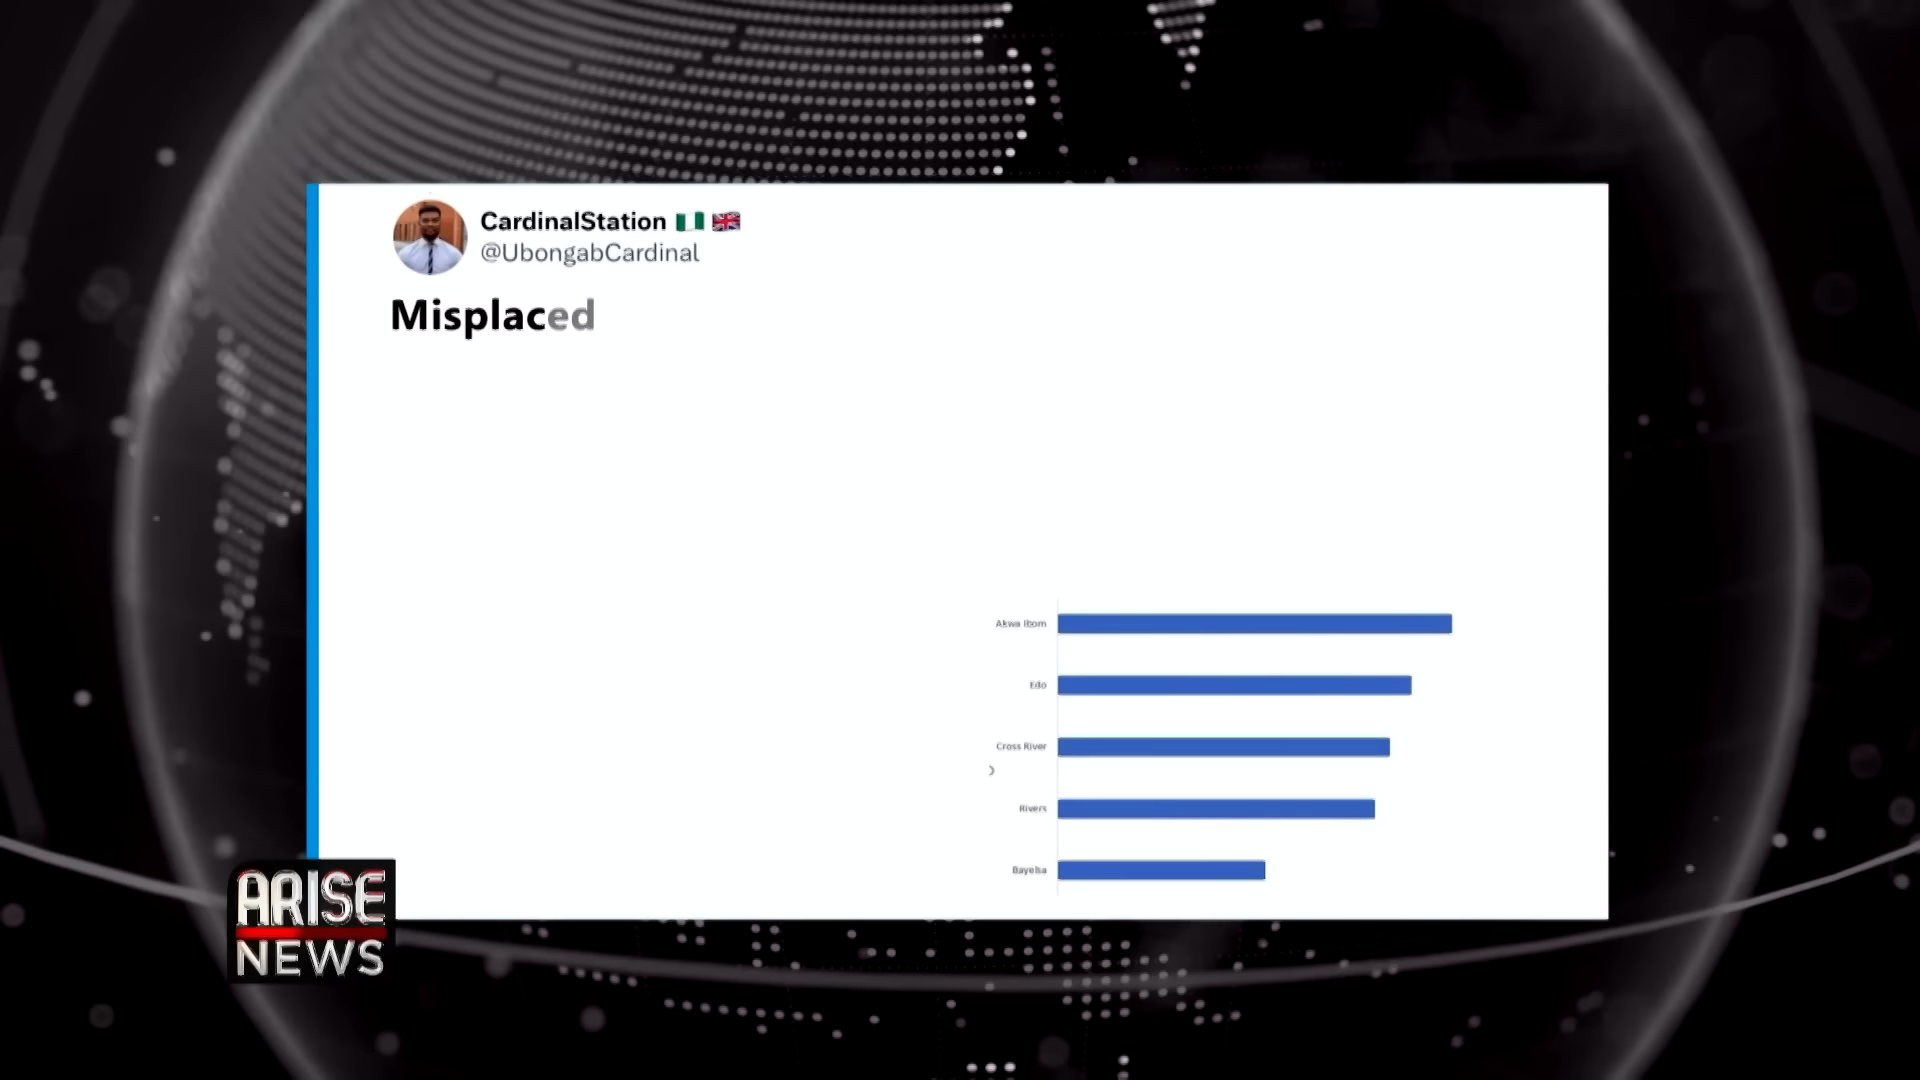 CardinalStation
@UbongabCardinal
Misplaced
Akwa Ibom
Edo
Cross River
Rivers
Bayelsa
ARISE
NEWS